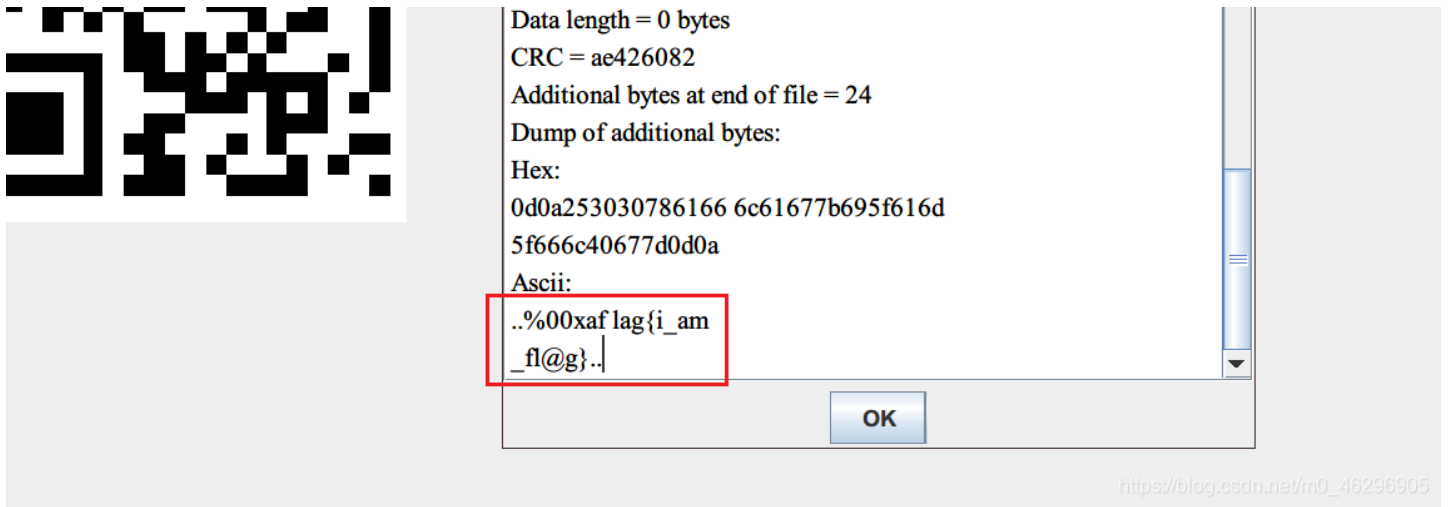 Data length = 0 bytes
CRC = ae426082
Additional bytes at end of file = 24
Dump of additional bytes:
Hex:
0d0a253030786166 6c61677b695f616d
5f666c40677d0d0a
Ascii:
..%00xaf lag{i_am
_fl@g}..
OK
https://blog.csdn.net/m0_46296905